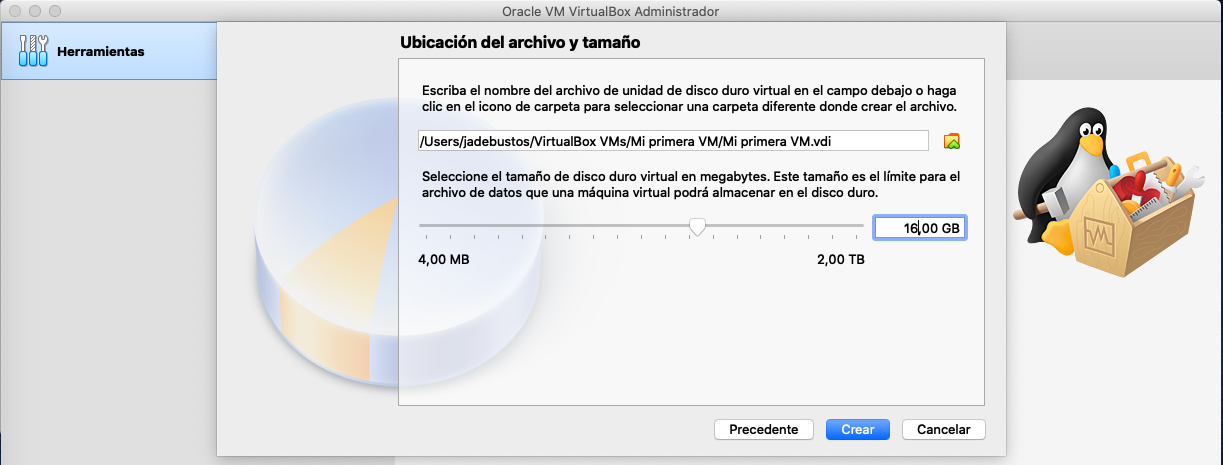 Oracle VM VirtualBox Administrador
Herramientas
Ubicación del archivo y tamaño
Escriba el nombre del archivo de unidad de disco duro virtual en el campo debajo o haga
clic en el icono de carpeta para seleccionar una carpeta diferente donde crear el archivo.
/Users/jadebustos/VirtualBox VMs/Mi primera VM/Mi primera VM.vdi
Seleccione el tamaño de disco duro virtual en megabytes. Este tamaño es el límite para el
archivo de datos que una máquina virtual podrá almacenar en el disco duro.
16,00 GB
4,00 MB
2,00 TB
Precedente
Crear
Cancelar